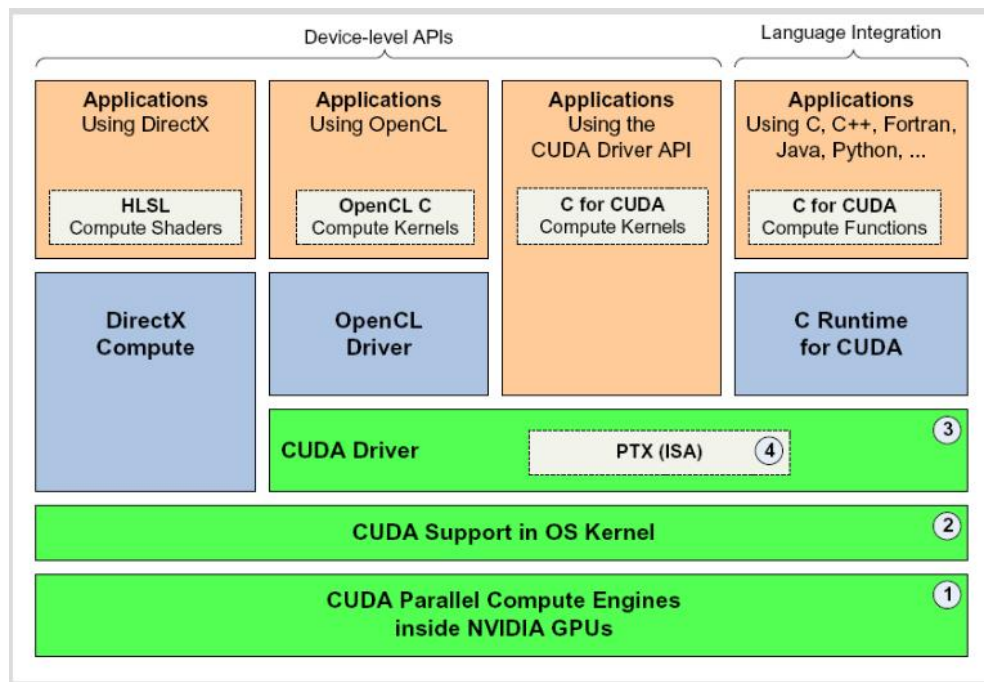 Device-level APIs
Language Integration
Applications
Using DirectX
HLSL
Compute Shaders
Applications
Using OpenCL
OpenCL C
Compute Kernels
Applications
Using the
CUDA Driver API
C for CUDA
Compute Kernels
Applications
Using C, C++, Fortran,
Java, Python, ...
C for CUDA
Compute Functions
DirectX
Compute
OpenCL
Driver
C Runtime
for CUDA
CUDA Driver
PTX (ISA)
4
3
CUDA Support in OS Kernel
2
CUDA Parallel Compute Engines
inside NVIDIA GPUs
1